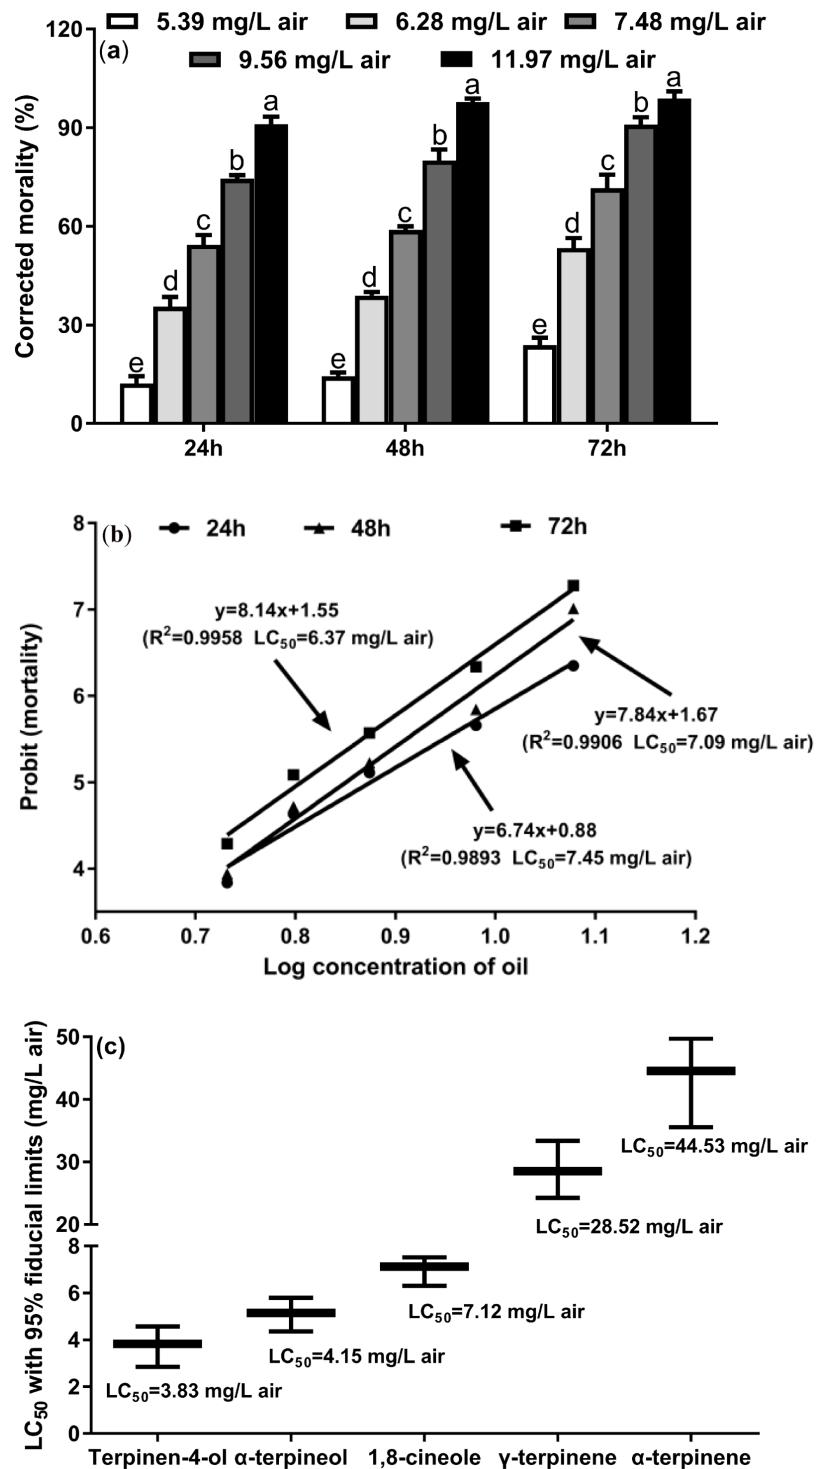 5.39 mg/L air 6.28 mg/L air 7.48 mg/L air
9.56 mg/L air 11.97 mg/L air
(a)
Corrected morality (%)
120
90
60
30
0
e d c b a
e d c b a
e d c b a
24h 48h 72h
(b) 24h 48h 72h
Probit (mortality)
8
7
6
5
4
y=8.14x+1.55
(R²=0.9958 LC₅₀=6.37 mg/L air)
y=7.84x+1.67
(R²=0.9906 LC₅₀=7.09 mg/L air)
y=6.74x+0.88
(R²=0.9893 LC₅₀=7.45 mg/L air)
0.6 0.7 0.8 0.9 1.0 1.1 1.2
Log concentration of oil
(c)
LC₅₀ with 95% fiducial limits (mg/L air)
50
40
30
20
8
6
4
2
0
LC₅₀=44.53 mg/L air
LC₅₀=28.52 mg/L air
LC₅₀=7.12 mg/L air
LC₅₀=4.15 mg/L air
LC₅₀=3.83 mg/L air
Terpinen-4-ol α-terpineol 1,8-cineole γ-terpinene α-terpinene